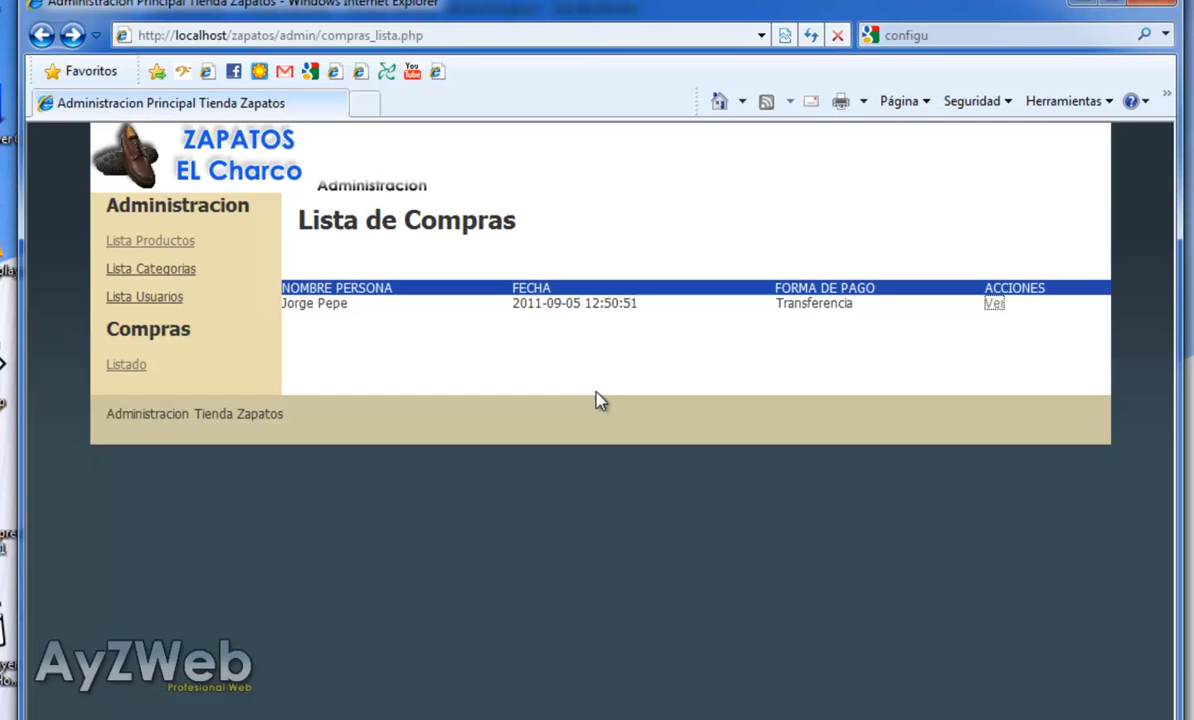 Administracion Principal Tienda Zapatos - Windows Internet Explorer
http://localhost/zapatos/admin/compras_lista.php
configu
Favoritos
Administracion Principal Tienda Zapatos
Página
Seguridad
Herramientas
ZAPATOS
EL Charco
Administración
Administracion
Lista Productos
Lista Categorias
Lista Usuarios
Compras
Listado
Lista de Compras
NOMBRE PERSONA FECHA FORMA DE PAGO ACCIONES
Jorge Pepe 2011-09-05 12:50:51 Transferencia Ver
Administracion Tienda Zapatos
AyZWeb
Profesional Web